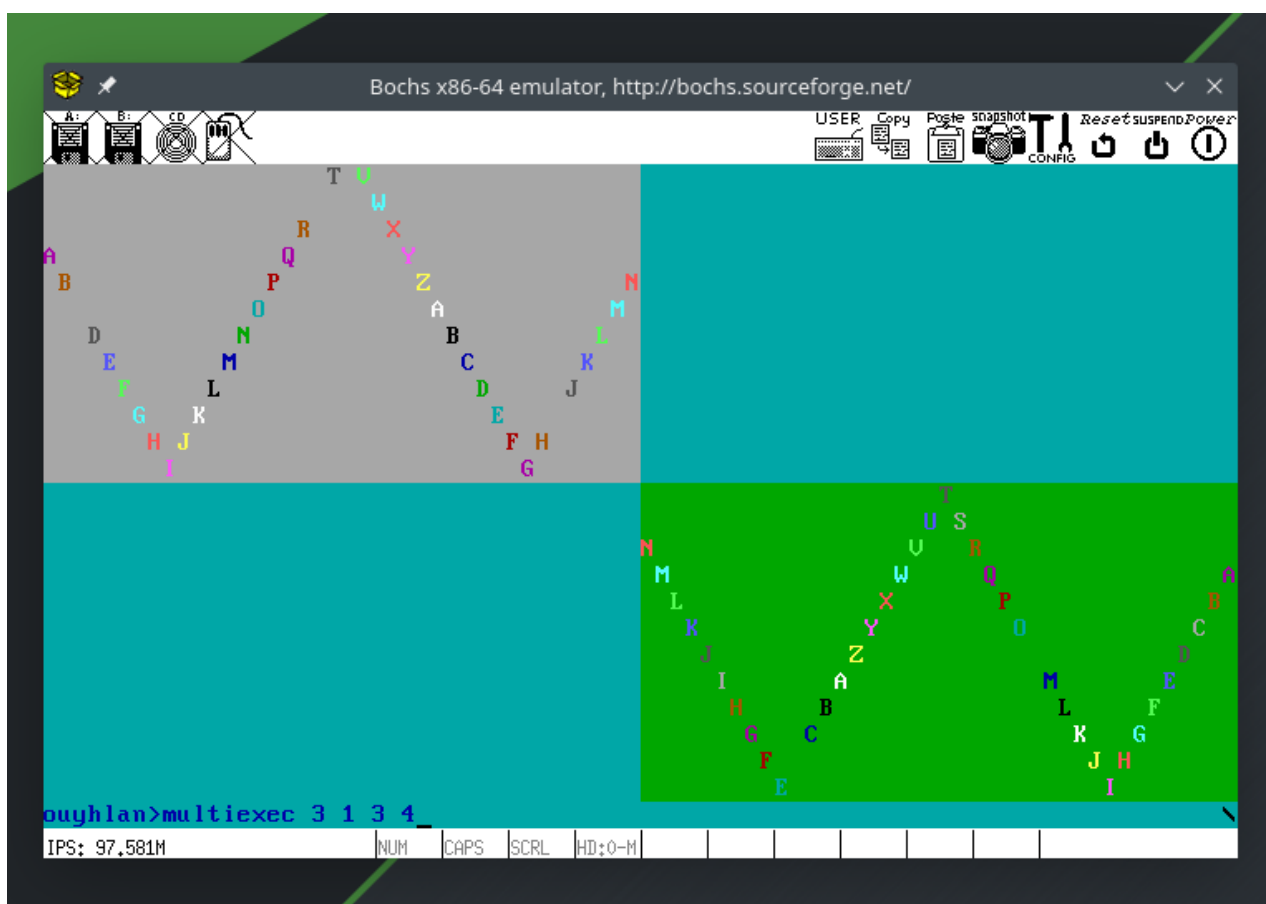 Bochs x86-64 emulator, http://bochs.sourceforge.net/
A: B: CD USER Copy Paste snapshot CONFIG Reset SUSPEND Power
T V
W
R X
A Q Y
B P Z N
O A M
D N B L
E M C K
F L D J
G K E
H J F H
I G
T
U S
N V R
M W Q A
L X P B
K Y O C
J Z D
I A M E
H B L F
G C K G
F J H
E I
ouyhlan>multiexec 3 1 3 4_ \
IPS: 97.581M NUM CAPS SCRL HD:0-M